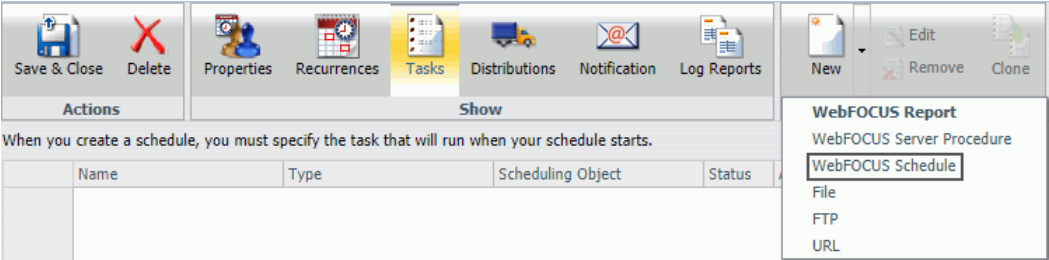 Save & Close Delete Properties Recurrences Tasks Distributions Notification Log Reports New Edit Remove Clone
Actions Show
When you create a schedule, you must specify the task that will run when your schedule starts.
Name Type Scheduling Object Status
WebFOCUS Report
WebFOCUS Server Procedure
WebFOCUS Schedule
File
FTP
URL